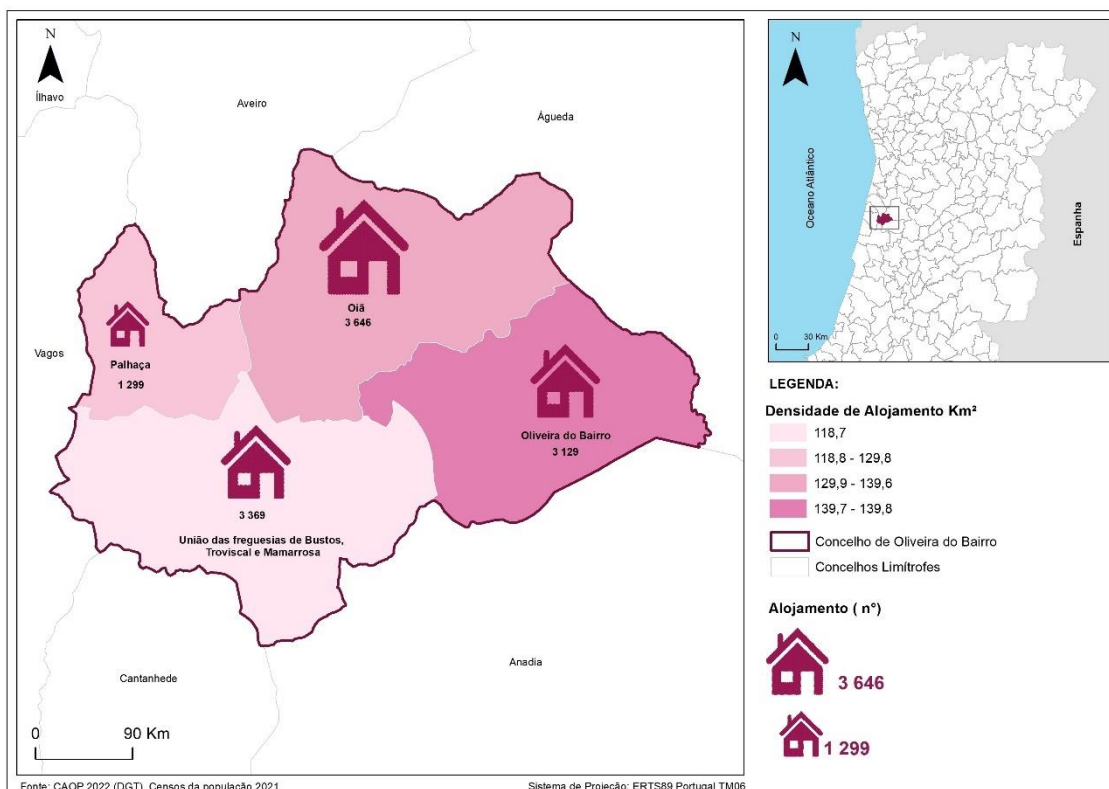 N
Ílhavo
Aveiro
Águeda
Oiã
3 646
Vagos
Palhaça
1 299
Oliveira do Bairro
3 129
3 369
União das freguesias de Bustos,
Troviscal e Mamarrosa
Cantanhede
Anadia
0 90 Km
Fonte: CAOP 2022 (DGT), Censos da população 2021
Sistema de Projeção: ERTS89 Portugal TM06
N
Oceano Atlântico
Espanha
0 30 Km
LEGENDA:
Densidade de Alojamento Km²
118,7
118,8 - 129,8
129,9 - 139,6
139,7 - 139,8
Concelho de Oliveira do Bairro
Concelhos Limítrofes
Alojamento ( nº)
3 646
1 299